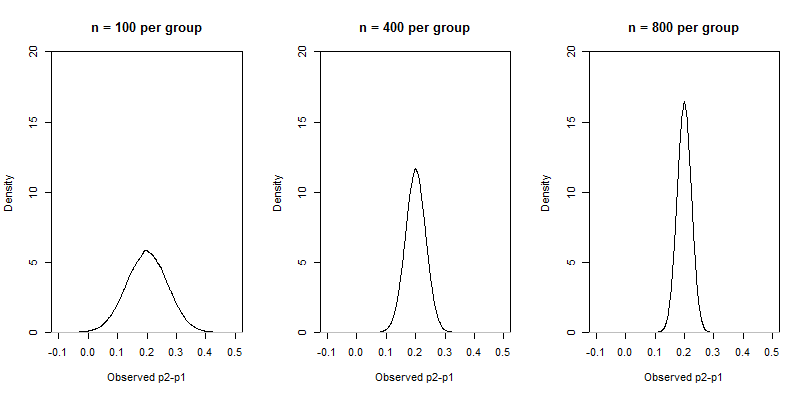 n = 100 per group
n = 400 per group
n = 800 per group
Density
20
15
10
5
0
-0.1 0.0 0.1 0.2 0.3 0.4 0.5
Observed p2-p1
Density
20
15
10
5
0
-0.1 0.0 0.1 0.2 0.3 0.4 0.5
Observed p2-p1
Density
20
15
10
5
0
-0.1 0.0 0.1 0.2 0.3 0.4 0.5
Observed p2-p1